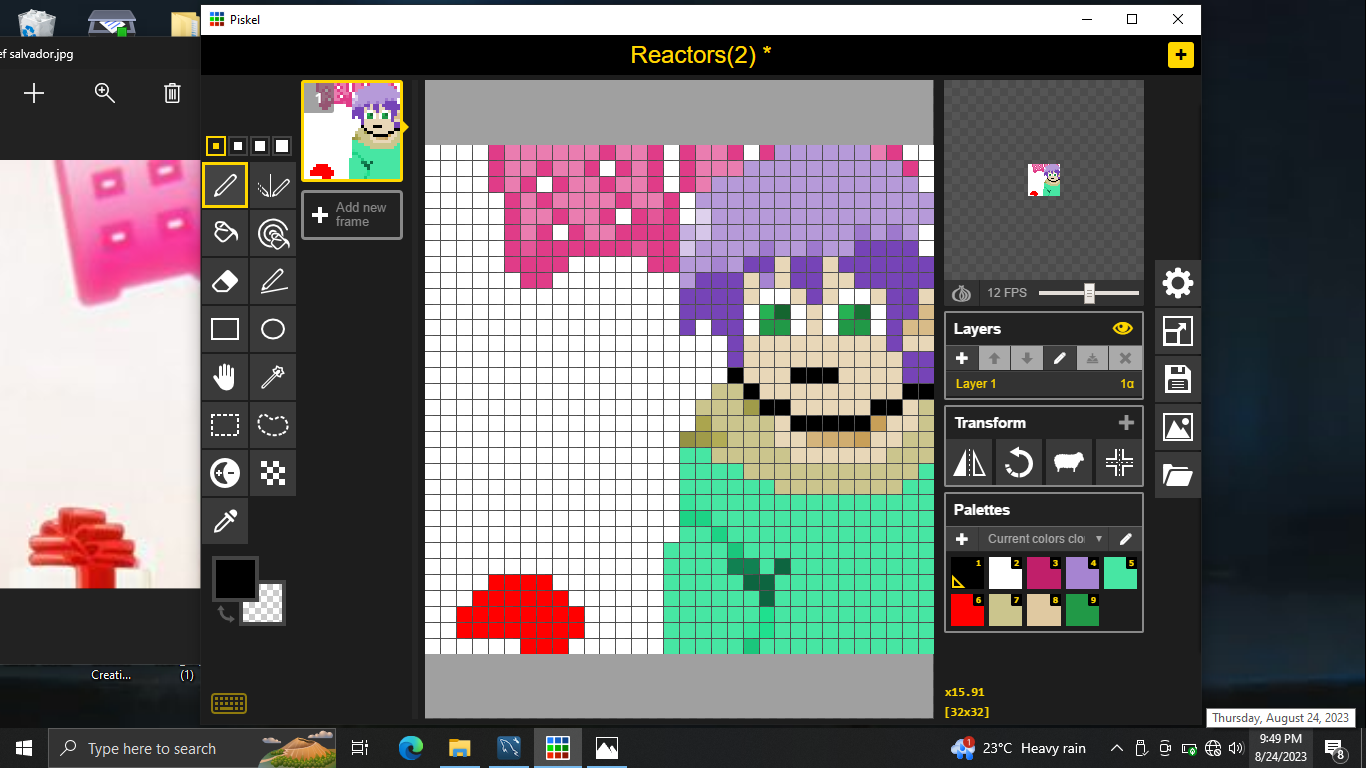 Piskel
ef salvador.jpg
Reactors(2) *
1
Add new
frame
12 FPS
Layers
Layer 1
1α
Transform
Palettes
Current colors clo
1
2
3
4
5
6
7
8
9
x15.91
[32x32]
Creati...
(1)
Thursday, August 24, 2023
Type here to search
1
23°C Heavy rain
9:49 PM
8/24/2023
8